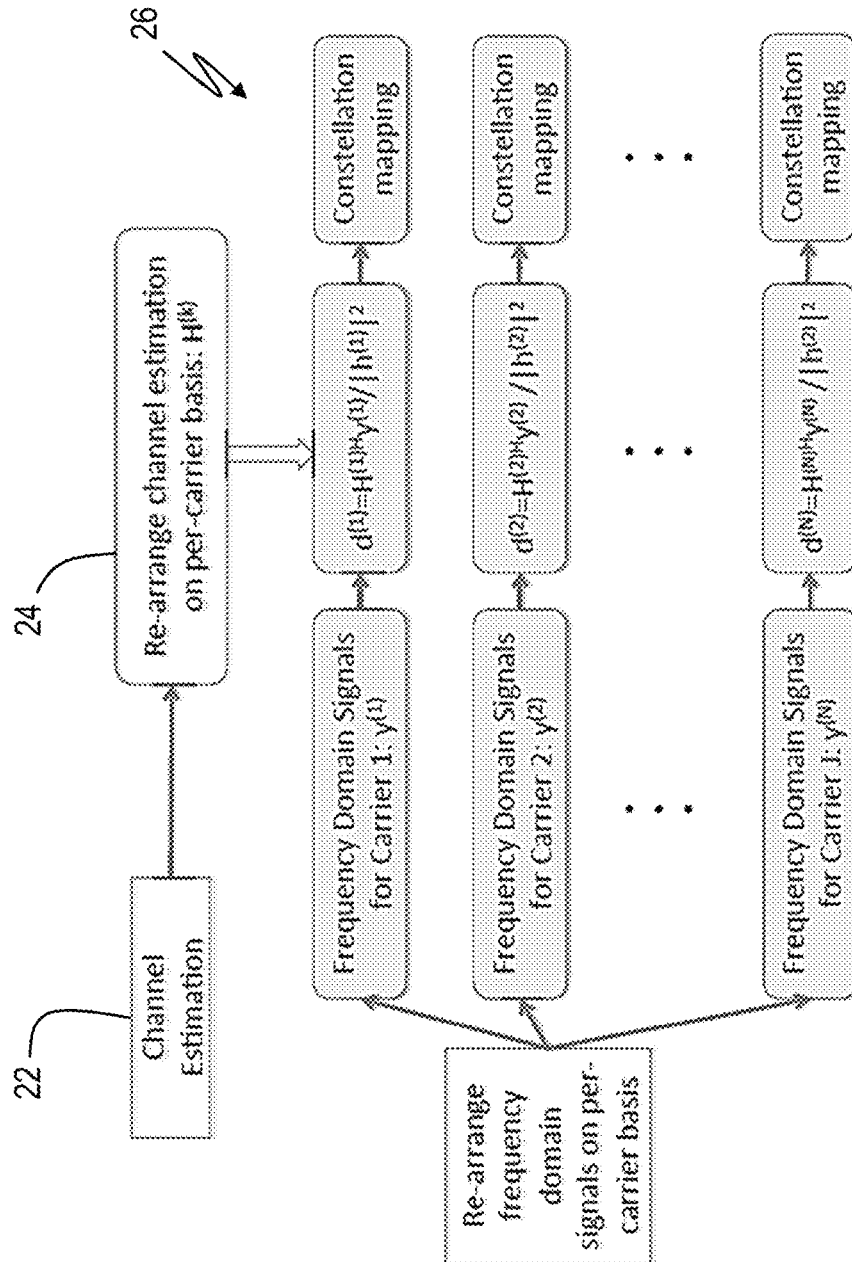 22
Channel
Estimation
24
Re-arrange channel estimation
on per-carrier basis: H^(k)
26
Re-arrange
frequency
domain
signals on per-
carrier basis
Frequency Domain Signals
for Carrier 1: y^(1)
d^(1)=H^(1)H y^(1)/|h^(1)|^2
Constellation
mapping
Frequency Domain Signals
for Carrier 2: y^(2)
d^(2)=H^(2)H y^(2)/|h^(2)|^2
Constellation
mapping
Frequency Domain Signals
for Carrier J: y^(N)
d^(N)=H^(N)H y^(N)/|h^(2)|^2
Constellation
mapping